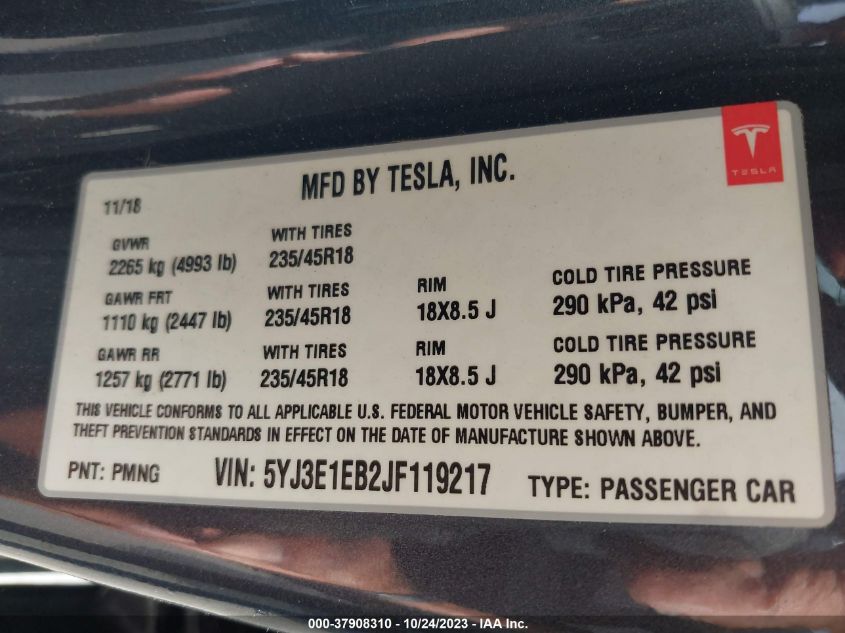 MFD BY TESLA, INC.
TESLA
11/18
GVWR
2265 kg (4993 lb)
WITH TIRES
235/45R18
GAWR FRT
1110 kg (2447 lb)
WITH TIRES
235/45R18
RIM
18X8.5 J
COLD TIRE PRESSURE
290 kPa, 42 psi
GAWR RR
1257 kg (2771 lb)
WITH TIRES
235/45R18
RIM
18X8.5 J
COLD TIRE PRESSURE
290 kPa, 42 psi
THIS VEHICLE CONFORMS TO ALL APPLICABLE U.S. FEDERAL MOTOR VEHICLE SAFETY, BUMPER, AND
THEFT PREVENTION STANDARDS IN EFFECT ON THE DATE OF MANUFACTURE SHOWN ABOVE.
PNT: PMNG VIN: 5YJ3E1EB2JF119217 TYPE: PASSENGER CAR
000-37908310 - 10/24/2023 - IAA Inc.